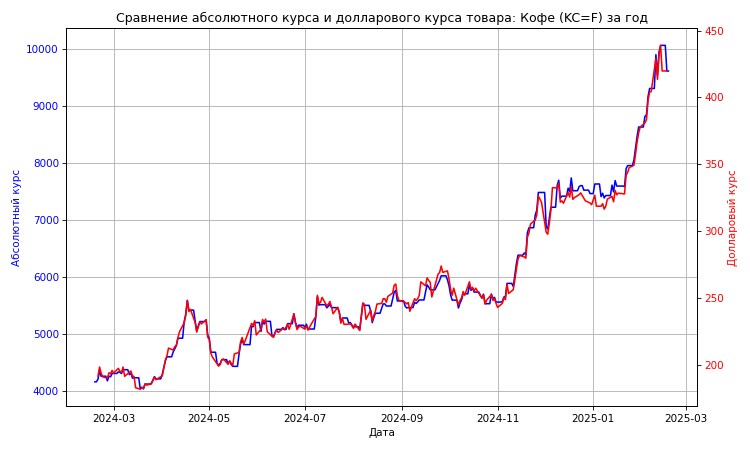 Сравнение абсолютного курса и долларового курса товара: Кофе (KC=F) за год
Абсолютный курс
10000
9000
8000
7000
6000
5000
4000
450
400
350
300
250
200
Долларовый курс
2024-03 2024-05 2024-07 2024-09 2024-11 2025-01 2025-03
Дата